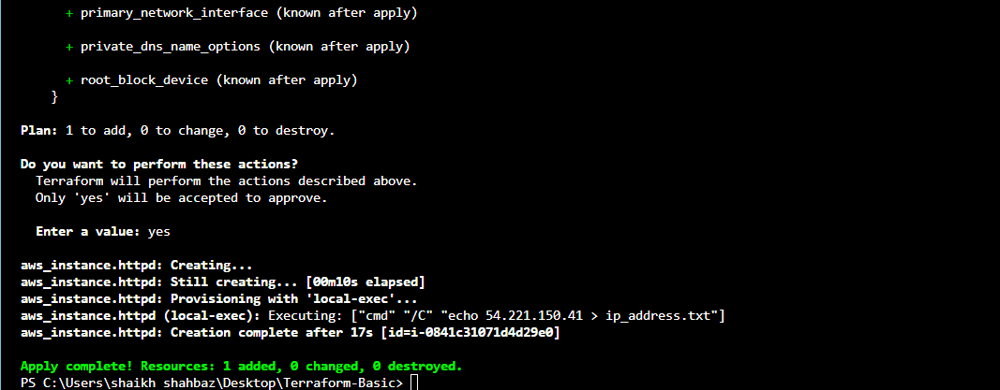 + primary_network_interface (known after apply)
+ private_dns_name_options (known after apply)
+ root_block_device (known after apply)
}
Plan: 1 to add, 0 to change, 0 to destroy.
Do you want to perform these actions?
Terraform will perform the actions described above.
Only 'yes' will be accepted to approve.
Enter a value: yes
aws_instance.httpd: Creating...
aws_instance.httpd: Still creating... [00m10s elapsed]
aws_instance.httpd: Provisioning with 'local-exec'...
aws_instance.httpd (local-exec): Executing: ["cmd" "/C" "echo 54.221.150.41 > ip_address.txt"]
aws_instance.httpd: Creation complete after 17s [id=i-0841c31071d4d29e0]
Apply complete! Resources: 1 added, 0 changed, 0 destroyed.
PS C:\Users\shaikh shahbaz\Desktop\Terraform-Basic>